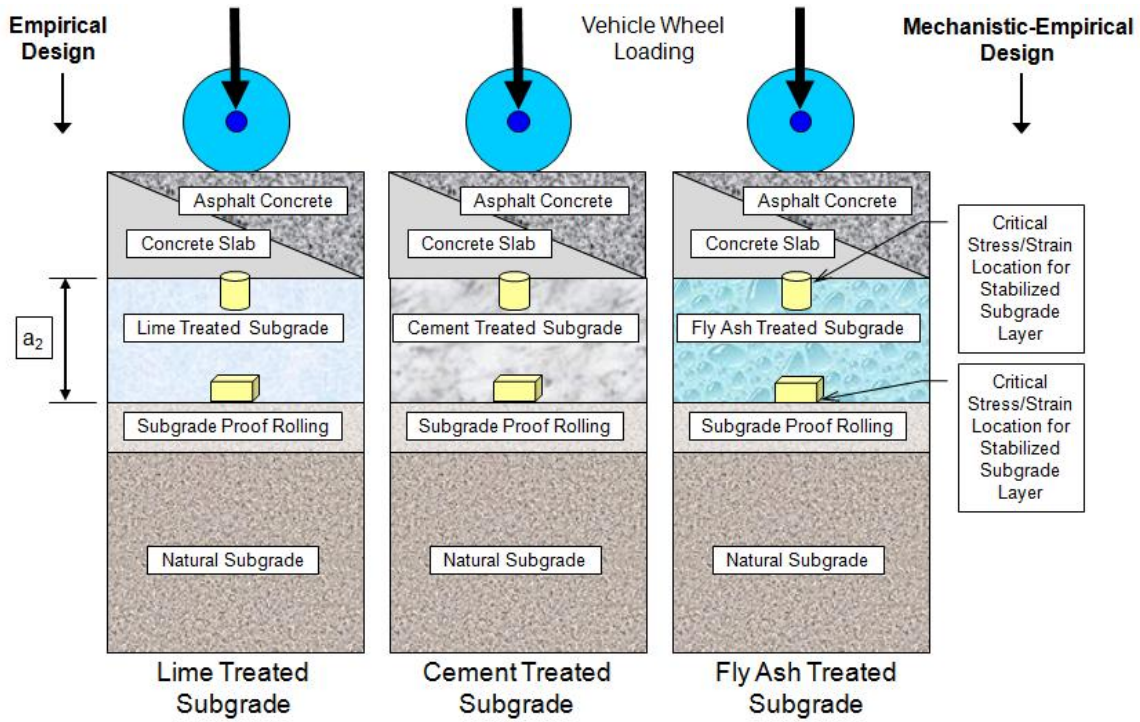 Empirical
Design
Vehicle Wheel
Loading
Mechanistic-Empirical
Design
Asphalt Concrete
Concrete Slab
Asphalt Concrete
Concrete Slab
Asphalt Concrete
Concrete Slab
Critical
Stress/Strain
Location for
Stabilized
Subgrade
Layer
a2
Lime Treated Subgrade
Cement Treated Subgrade
Fly Ash Treated Subgrade
Critical
Stress/Strain
Location for
Stabilized
Subgrade
Layer
Subgrade Proof Rolling
Subgrade Proof Rolling
Subgrade Proof Rolling
Natural Subgrade
Natural Subgrade
Natural Subgrade
Lime Treated
Subgrade
Cement Treated
Subgrade
Fly Ash Treated
Subgrade